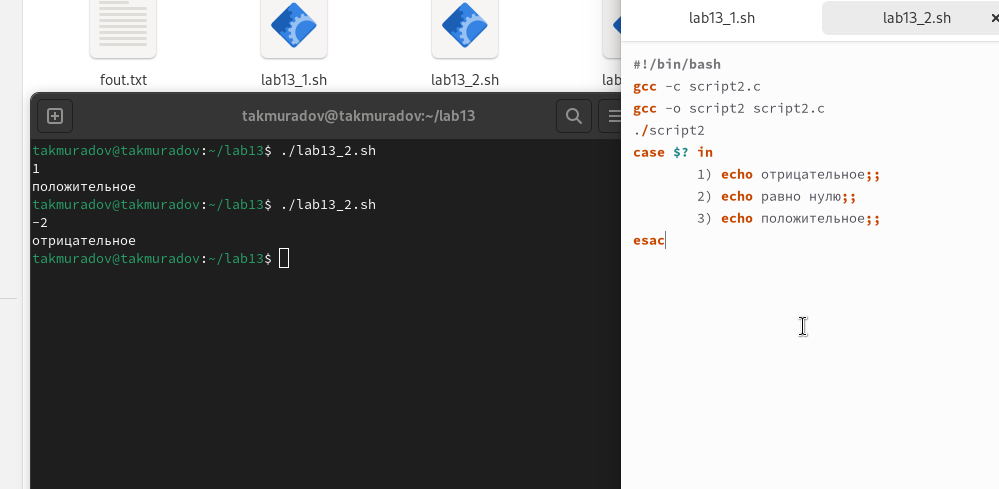 fout.txt
lab13_1.sh
lab13_2.sh
lab
takmuradov@takmuradov:~/lab13
takmuradov@takmuradov:~/lab13$ ./lab13_2.sh
1
положительное
takmuradov@takmuradov:~/lab13$ ./lab13_2.sh
-2
отрицательное
takmuradov@takmuradov:~/lab13$
lab13_1.sh
lab13_2.sh
#!/bin/bash
gcc -c script2.c
gcc -o script2 script2.c
./script2
case $? in
1) echo отрицательное;;
2) echo равно нулю;;
3) echo положительное;;
esac